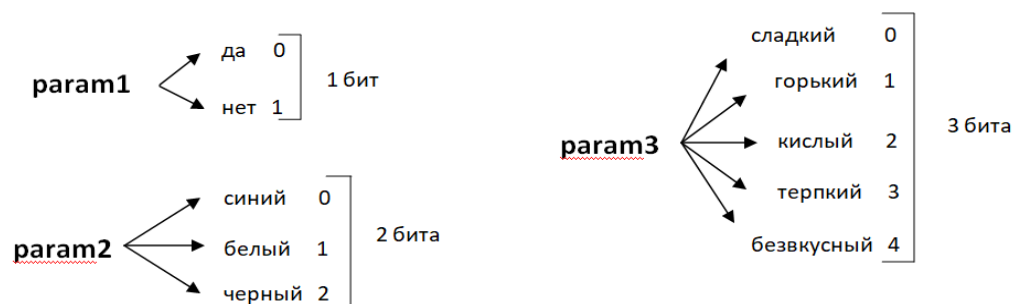 param1
да 0
нет 1
1 бит
param2
синий 0
белый 1
черный 2
2 бита
param3
сладкий 0
горький 1
кислый 2
терпкий 3
безвкусный 4
3 бита